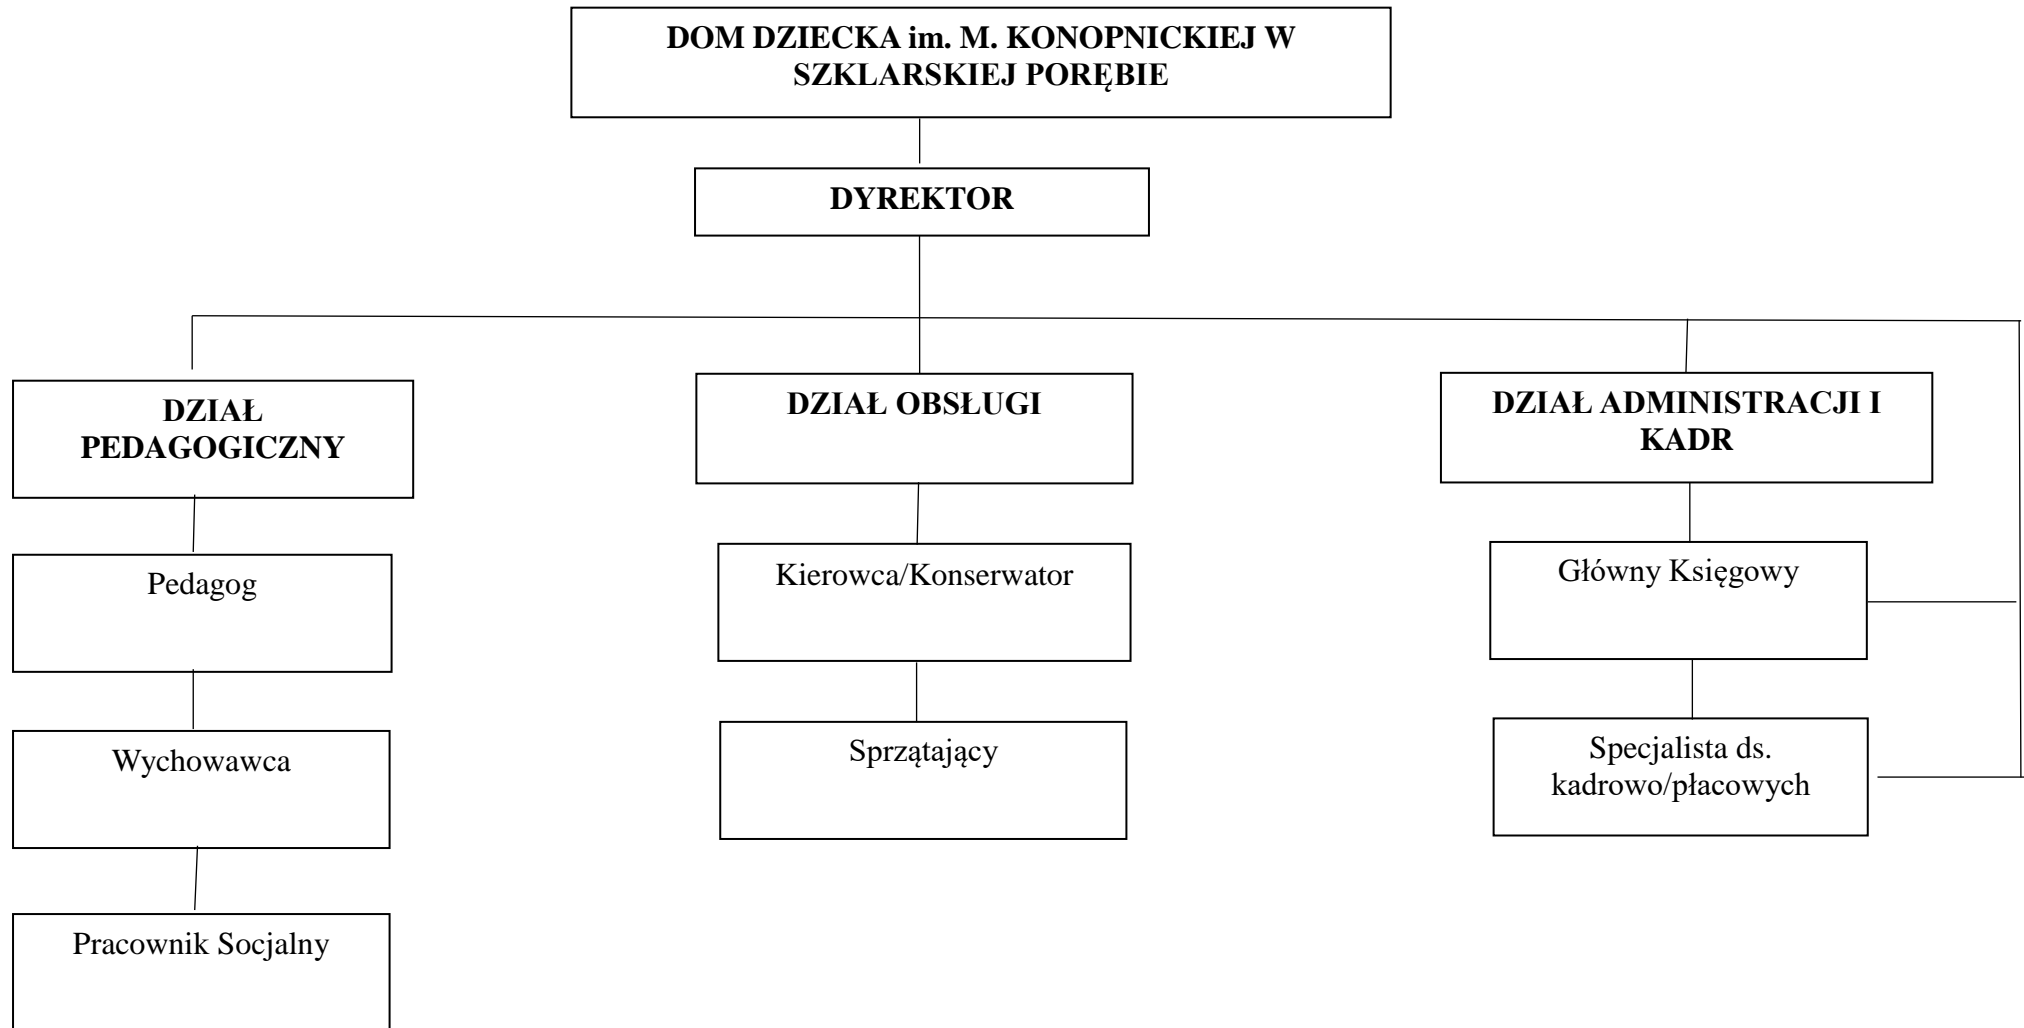 DOM DZIECKA im. M. KONOPNICKIEJ W
SZKLARSKIEJ PORĘBIE
DYREKTOR
DZIAŁ
PEDAGOGICZNY
DZIAŁ OBSŁUGI
DZIAŁ ADMINISTRACJI I
KADR
Pedagog
Kierowca/Konserwator
Główny Księgowy
Wychowawca
Sprzątający
Specjalista ds.
kadrowo/płacowych
Pracownik Socjalny